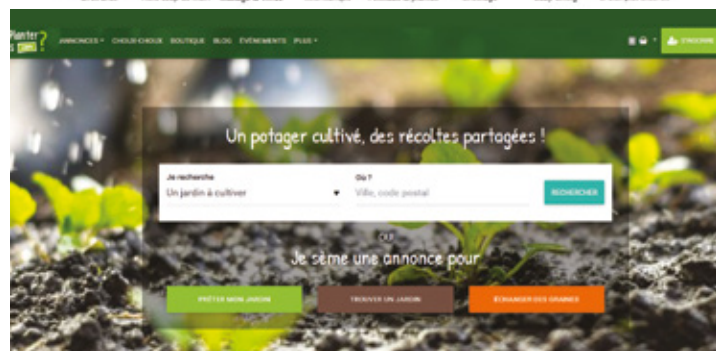 Planter?
ANNONCES CHOUX-CHOUX BOUTIQUE BLOG ÉVÈNEMENTS PLUS
S'INSCRIRE
Un potager cultivé, des récoltes partagées !
Je recherche
Où ?
Un jardin à cultiver
Ville, code postal
RECHERCHER
OU
Je sème une annonce pour
PRÊTER MON JARDIN
TROUVER UN JARDIN
ÉCHANGER DES GRAINES